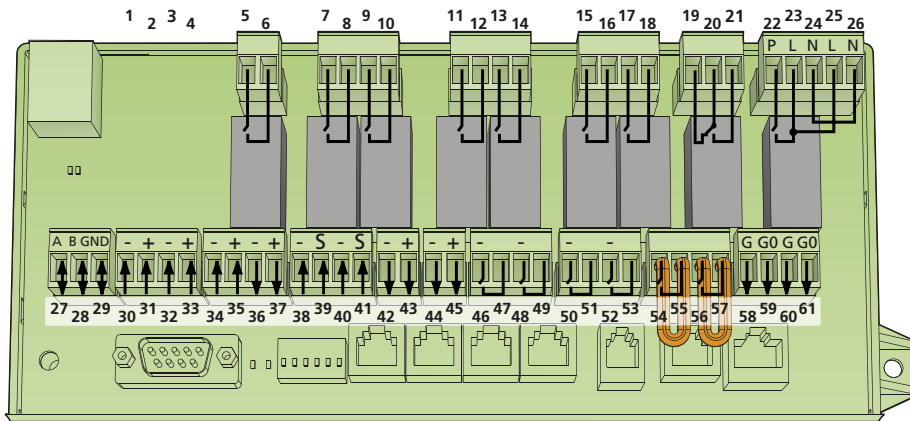 1 2 3 4 5 6 7 8 9 10 11 12 13 14 15 16 17 18 19 20 21 22 23 24 25 26
P L N L N
A B GND - + - + - + - + - S - S - + - + - - - - G G0 G G0
27 28 29 30 31 32 33 34 35 36 37 38 39 40 41 42 43 44 45 46 47 48 49 50 51 52 53 54 55 56 57 58 59 60 61